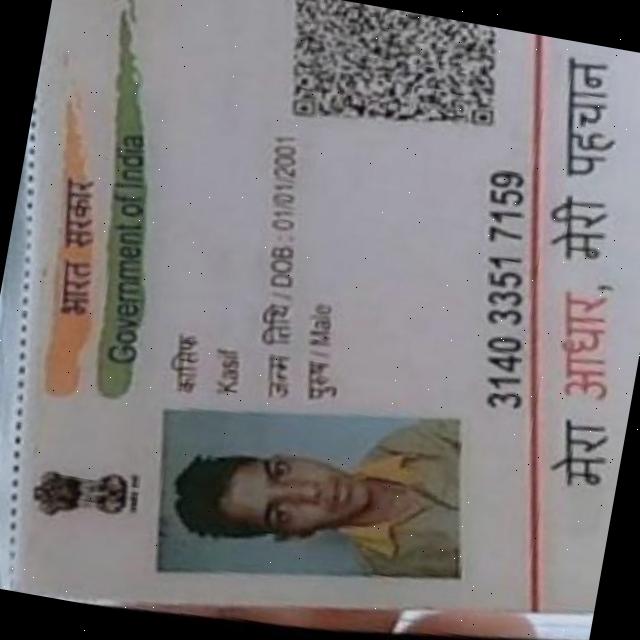 भारत सरकार
Government of India
कासिफ
Kasif
जन्म तिथि / DOB : 01/01/2001
पुरुष / Male
3140 3351 7159
मेरा आधार, मेरी पहचान